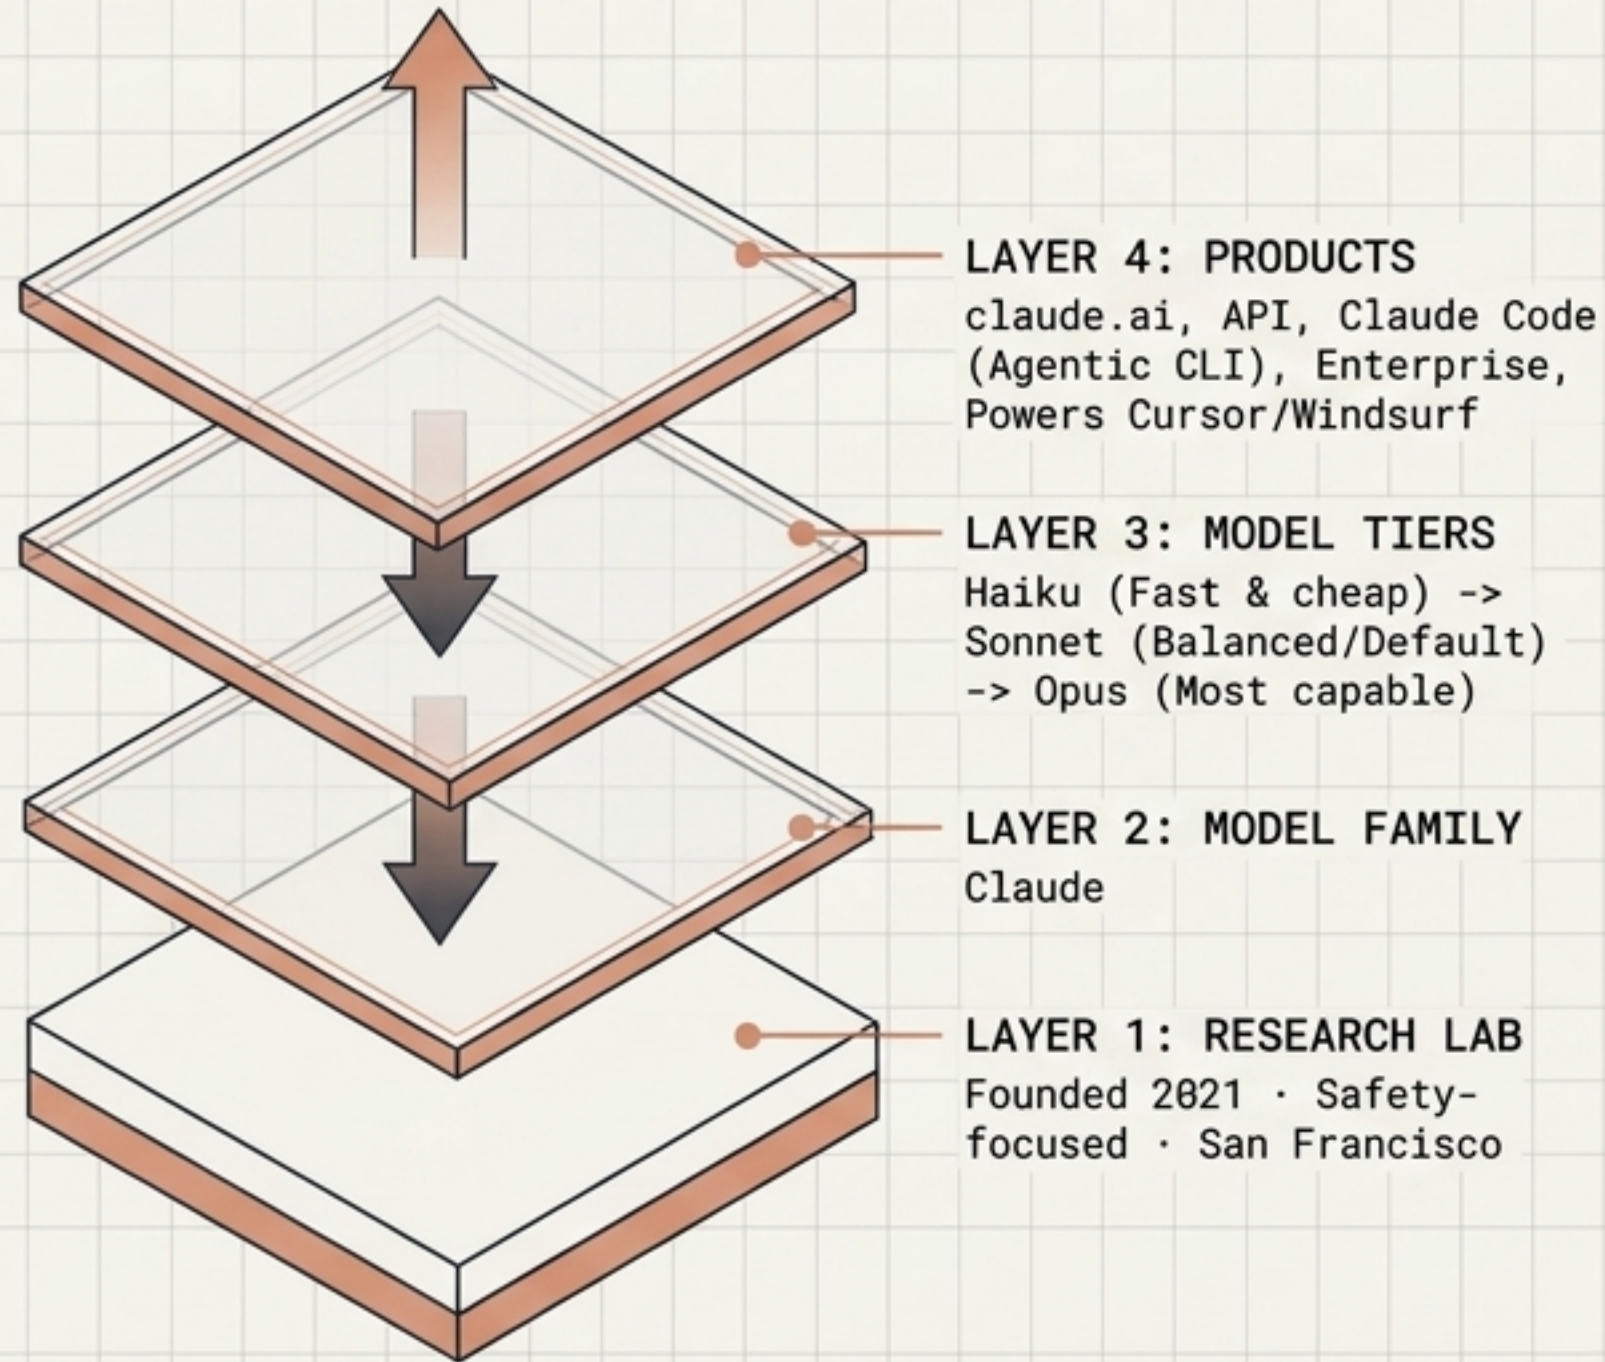 LAYER 4: PRODUCTS
claude.ai, API, Claude Code
(Agentic CLI), Enterprise,
Powers Cursor/Windsurf
LAYER 3: MODEL TIERS
Haiku (Fast & cheap) ->
Sonnet (Balanced/Default)
-> Opus (Most capable)
LAYER 2: MODEL FAMILY
Claude
LAYER 1: RESEARCH LAB
Founded 2021 · Safety-
focused · San Francisco